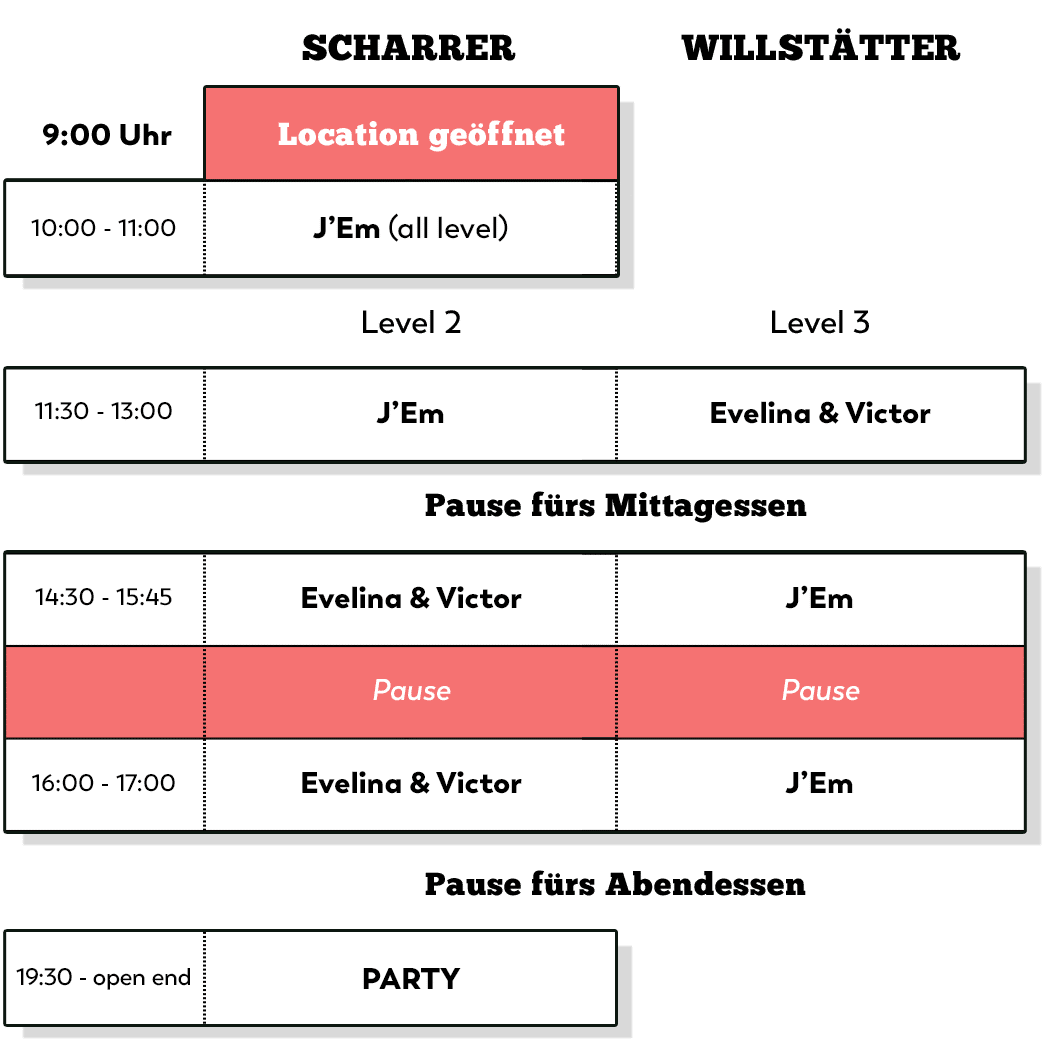 SCHARRER WILLSTÄTTER
9:00 Uhr Location geöffnet
10:00 - 11:00 J’Em (all level)
Level 2 Level 3
11:30 - 13:00 J’Em Evelina & Victor
Pause fürs Mittagessen
14:30 - 15:45 Evelina & Victor J’Em
Pause Pause
16:00 - 17:00 Evelina & Victor J’Em
Pause fürs Abendessen
19:30 - open end PARTY